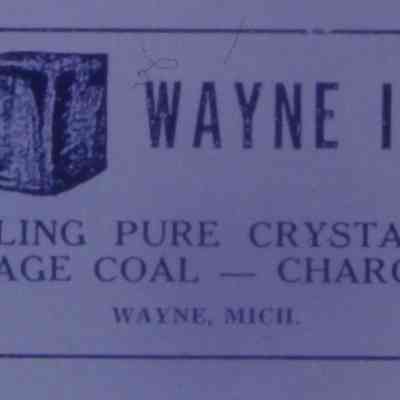 WAYNE I
LING PURE CRYSTA
AGE COAL — CHARC
WAYNE, MICH.